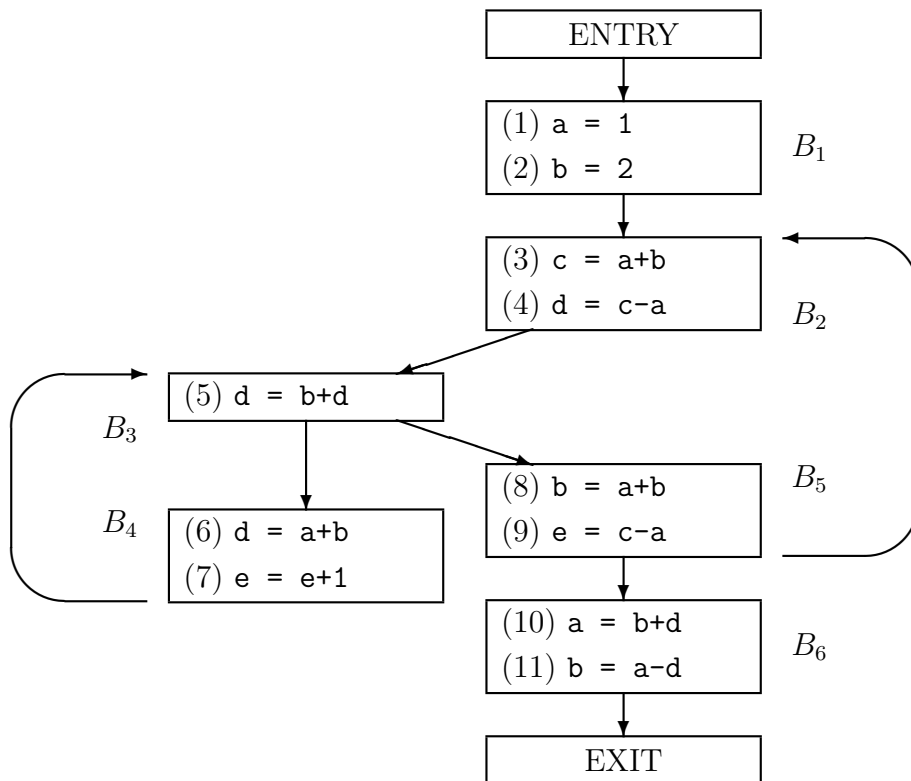 ENTRY
(1) a = 1
(2) b = 2
B₁
(3) c = a+b
(4) d = c-a
B₂
(5) d = b+d
B₃
(8) b = a+b
(9) e = c-a
B₅
(6) d = a+b
(7) e = e+1
B₄
(10) a = b+d
(11) b = a-d
B₆
EXIT